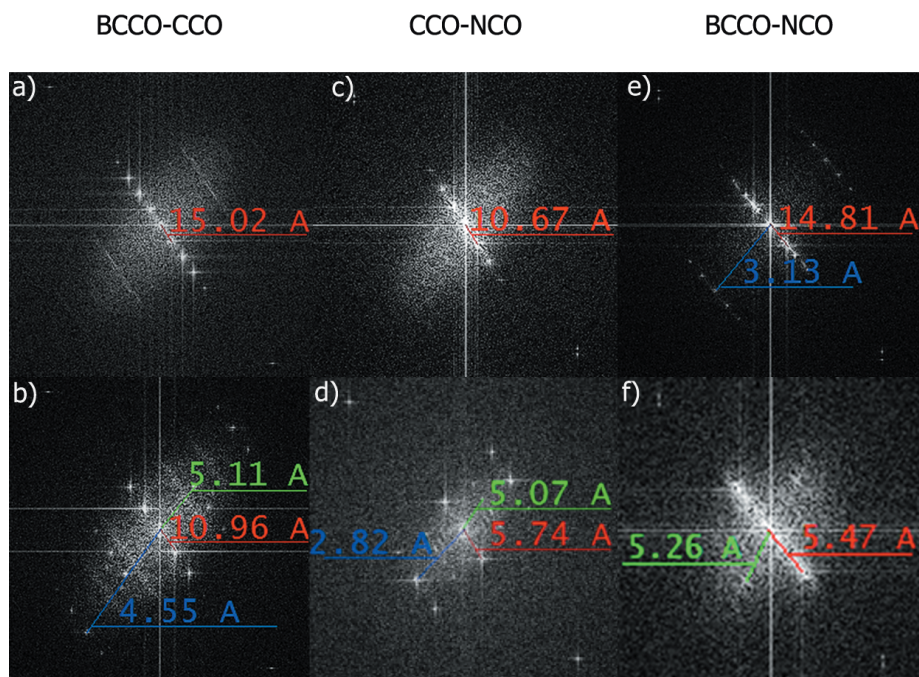 BCCO-CCO CCO-NCO BCCO-NCO
a) c) e)
15.02 A 10.67 A 14.81 A
3.13 A
b) d) f)
5.11 A 5.07 A
10.96 A 2.82 A 5.74 A 5.26 A 5.47 A
4.55 A